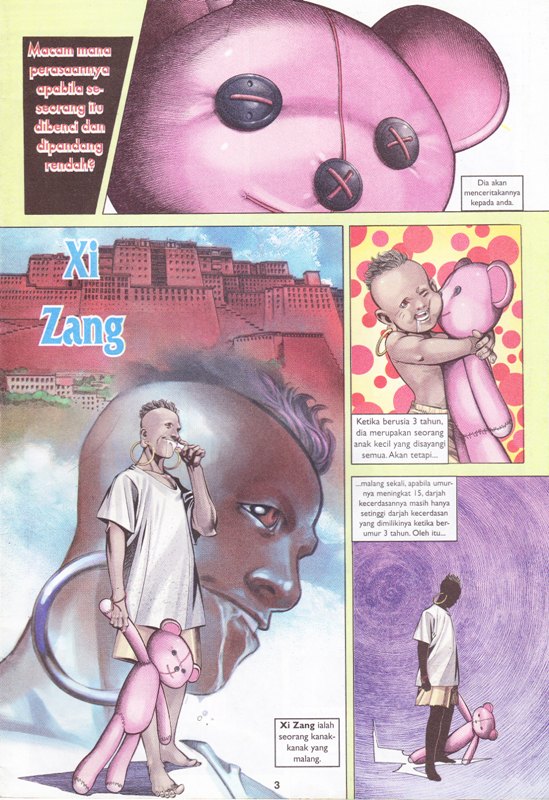 Macam mana
perasaannya
apabila se-
seorang itu
dibenci dan
dipandang
rendah?
Dia akan
menceritakannya
kepada anda.
Xi
Zang
Ketika berusia 3 tahun,
dia merupakan seorang
anak kecil yang disayangi
semua. Akan tetapi...
...malang sekali, apabila umur-
nya meningkat 15, darjah
kecerdasannya masih hanya
setinggi darjah kecerdasan
yang dimilikinya ketika ber-
umur 3 tahun. Oleh itu...
Xi Zang ialah
seorang kanak-
kanak yang
malang.
3